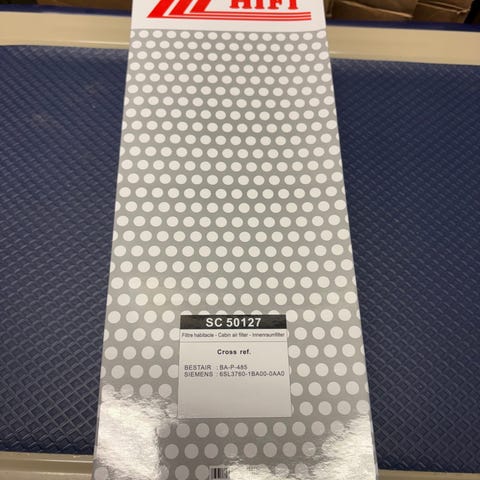 HIFI
SC 50127
Filtre habitacle - Cabin air filter - Innenraumfilter
Cross ref.
BESTAIR : BA-P-485
SIEMENS : 6SL3760-1BA00-0AA0